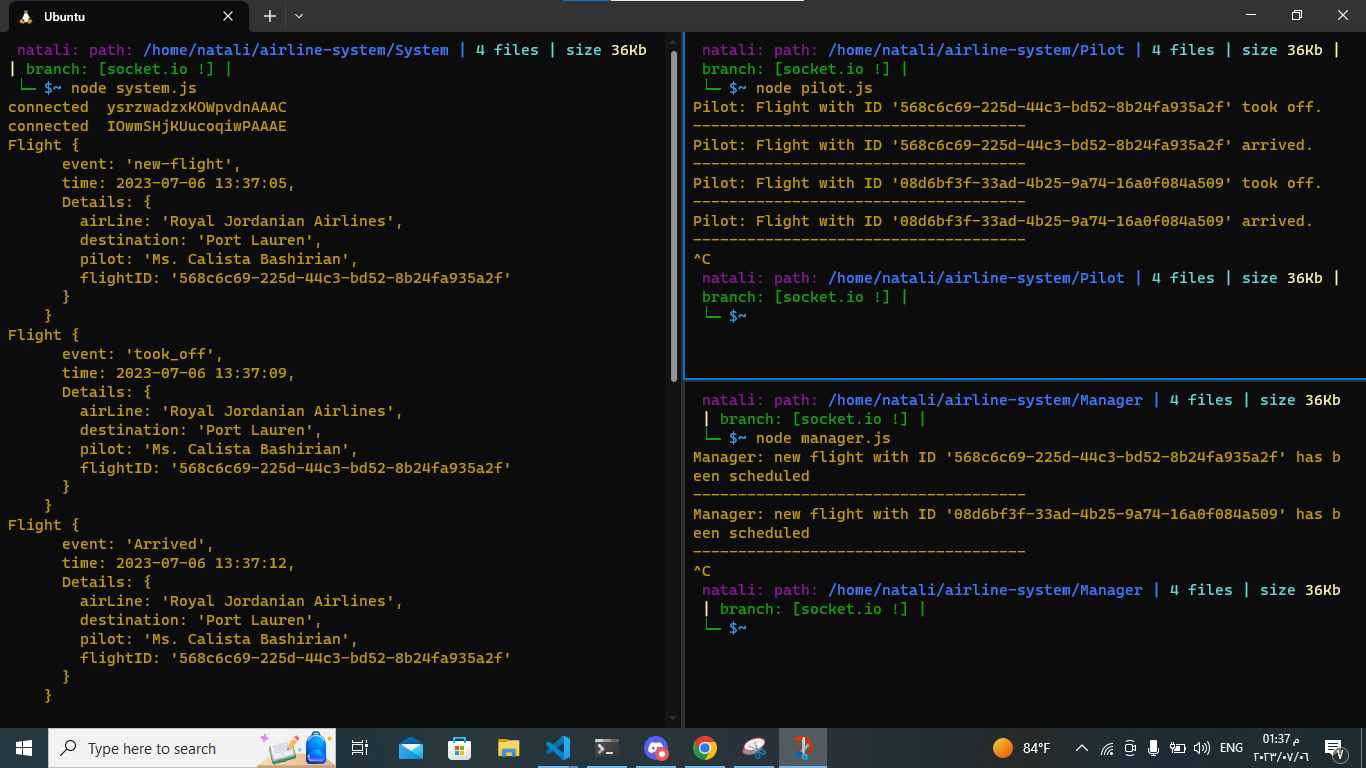 Ubuntu
natali: path: /home/natali/airline-system/System | 4 files | size 36Kb
| branch: [socket.io !] |
└─ $~ node system.js
connected  ysrzwadzxKOWpvdnAAAC
connected  IOwmSHjKUucoqiwPAAAE
Flight {
      event: 'new-flight',
      time: 2023-07-06 13:37:05,
      Details: {
        airLine: 'Royal Jordanian Airlines',
        destination: 'Port Lauren',
        pilot: 'Ms. Calista Bashirian',
        flightID: '568c6c69-225d-44c3-bd52-8b24fa935a2f'
      }
    }
Flight {
      event: 'took_off',
      time: 2023-07-06 13:37:09,
      Details: {
        airLine: 'Royal Jordanian Airlines',
        destination: 'Port Lauren',
        pilot: 'Ms. Calista Bashirian',
        flightID: '568c6c69-225d-44c3-bd52-8b24fa935a2f'
      }
    }
Flight {
      event: 'Arrived',
      time: 2023-07-06 13:37:12,
      Details: {
        airLine: 'Royal Jordanian Airlines',
        destination: 'Port Lauren',
        pilot: 'Ms. Calista Bashirian',
        flightID: '568c6c69-225d-44c3-bd52-8b24fa935a2f'
      }
    }
natali: path: /home/natali/airline-system/Pilot | 4 files | size 36Kb |
branch: [socket.io !] |
└─ $~ node pilot.js
Pilot: Flight with ID '568c6c69-225d-44c3-bd52-8b24fa935a2f' took off.
-------------------------------------
Pilot: Flight with ID '568c6c69-225d-44c3-bd52-8b24fa935a2f' arrived.
-------------------------------------
Pilot: Flight with ID '08d6bf3f-33ad-4b25-9a74-16a0f084a509' took off.
-------------------------------------
Pilot: Flight with ID '08d6bf3f-33ad-4b25-9a74-16a0f084a509' arrived.
-------------------------------------
^C
natali: path: /home/natali/airline-system/Pilot | 4 files | size 36Kb |
branch: [socket.io !] |
└─ $~
natali: path: /home/natali/airline-system/Manager | 4 files | size 36Kb
| branch: [socket.io !] |
└─ $~ node manager.js
Manager: new flight with ID '568c6c69-225d-44c3-bd52-8b24fa935a2f' has b
een scheduled
-------------------------------------
Manager: new flight with ID '08d6bf3f-33ad-4b25-9a74-16a0f084a509' has b
een scheduled
-------------------------------------
^C
natali: path: /home/natali/airline-system/Manager | 4 files | size 36Kb
| branch: [socket.io !] |
└─ $~
Type here to search
84°F
ENG
01:37 م
٢٠٢٣/٠٧/٠٦
V